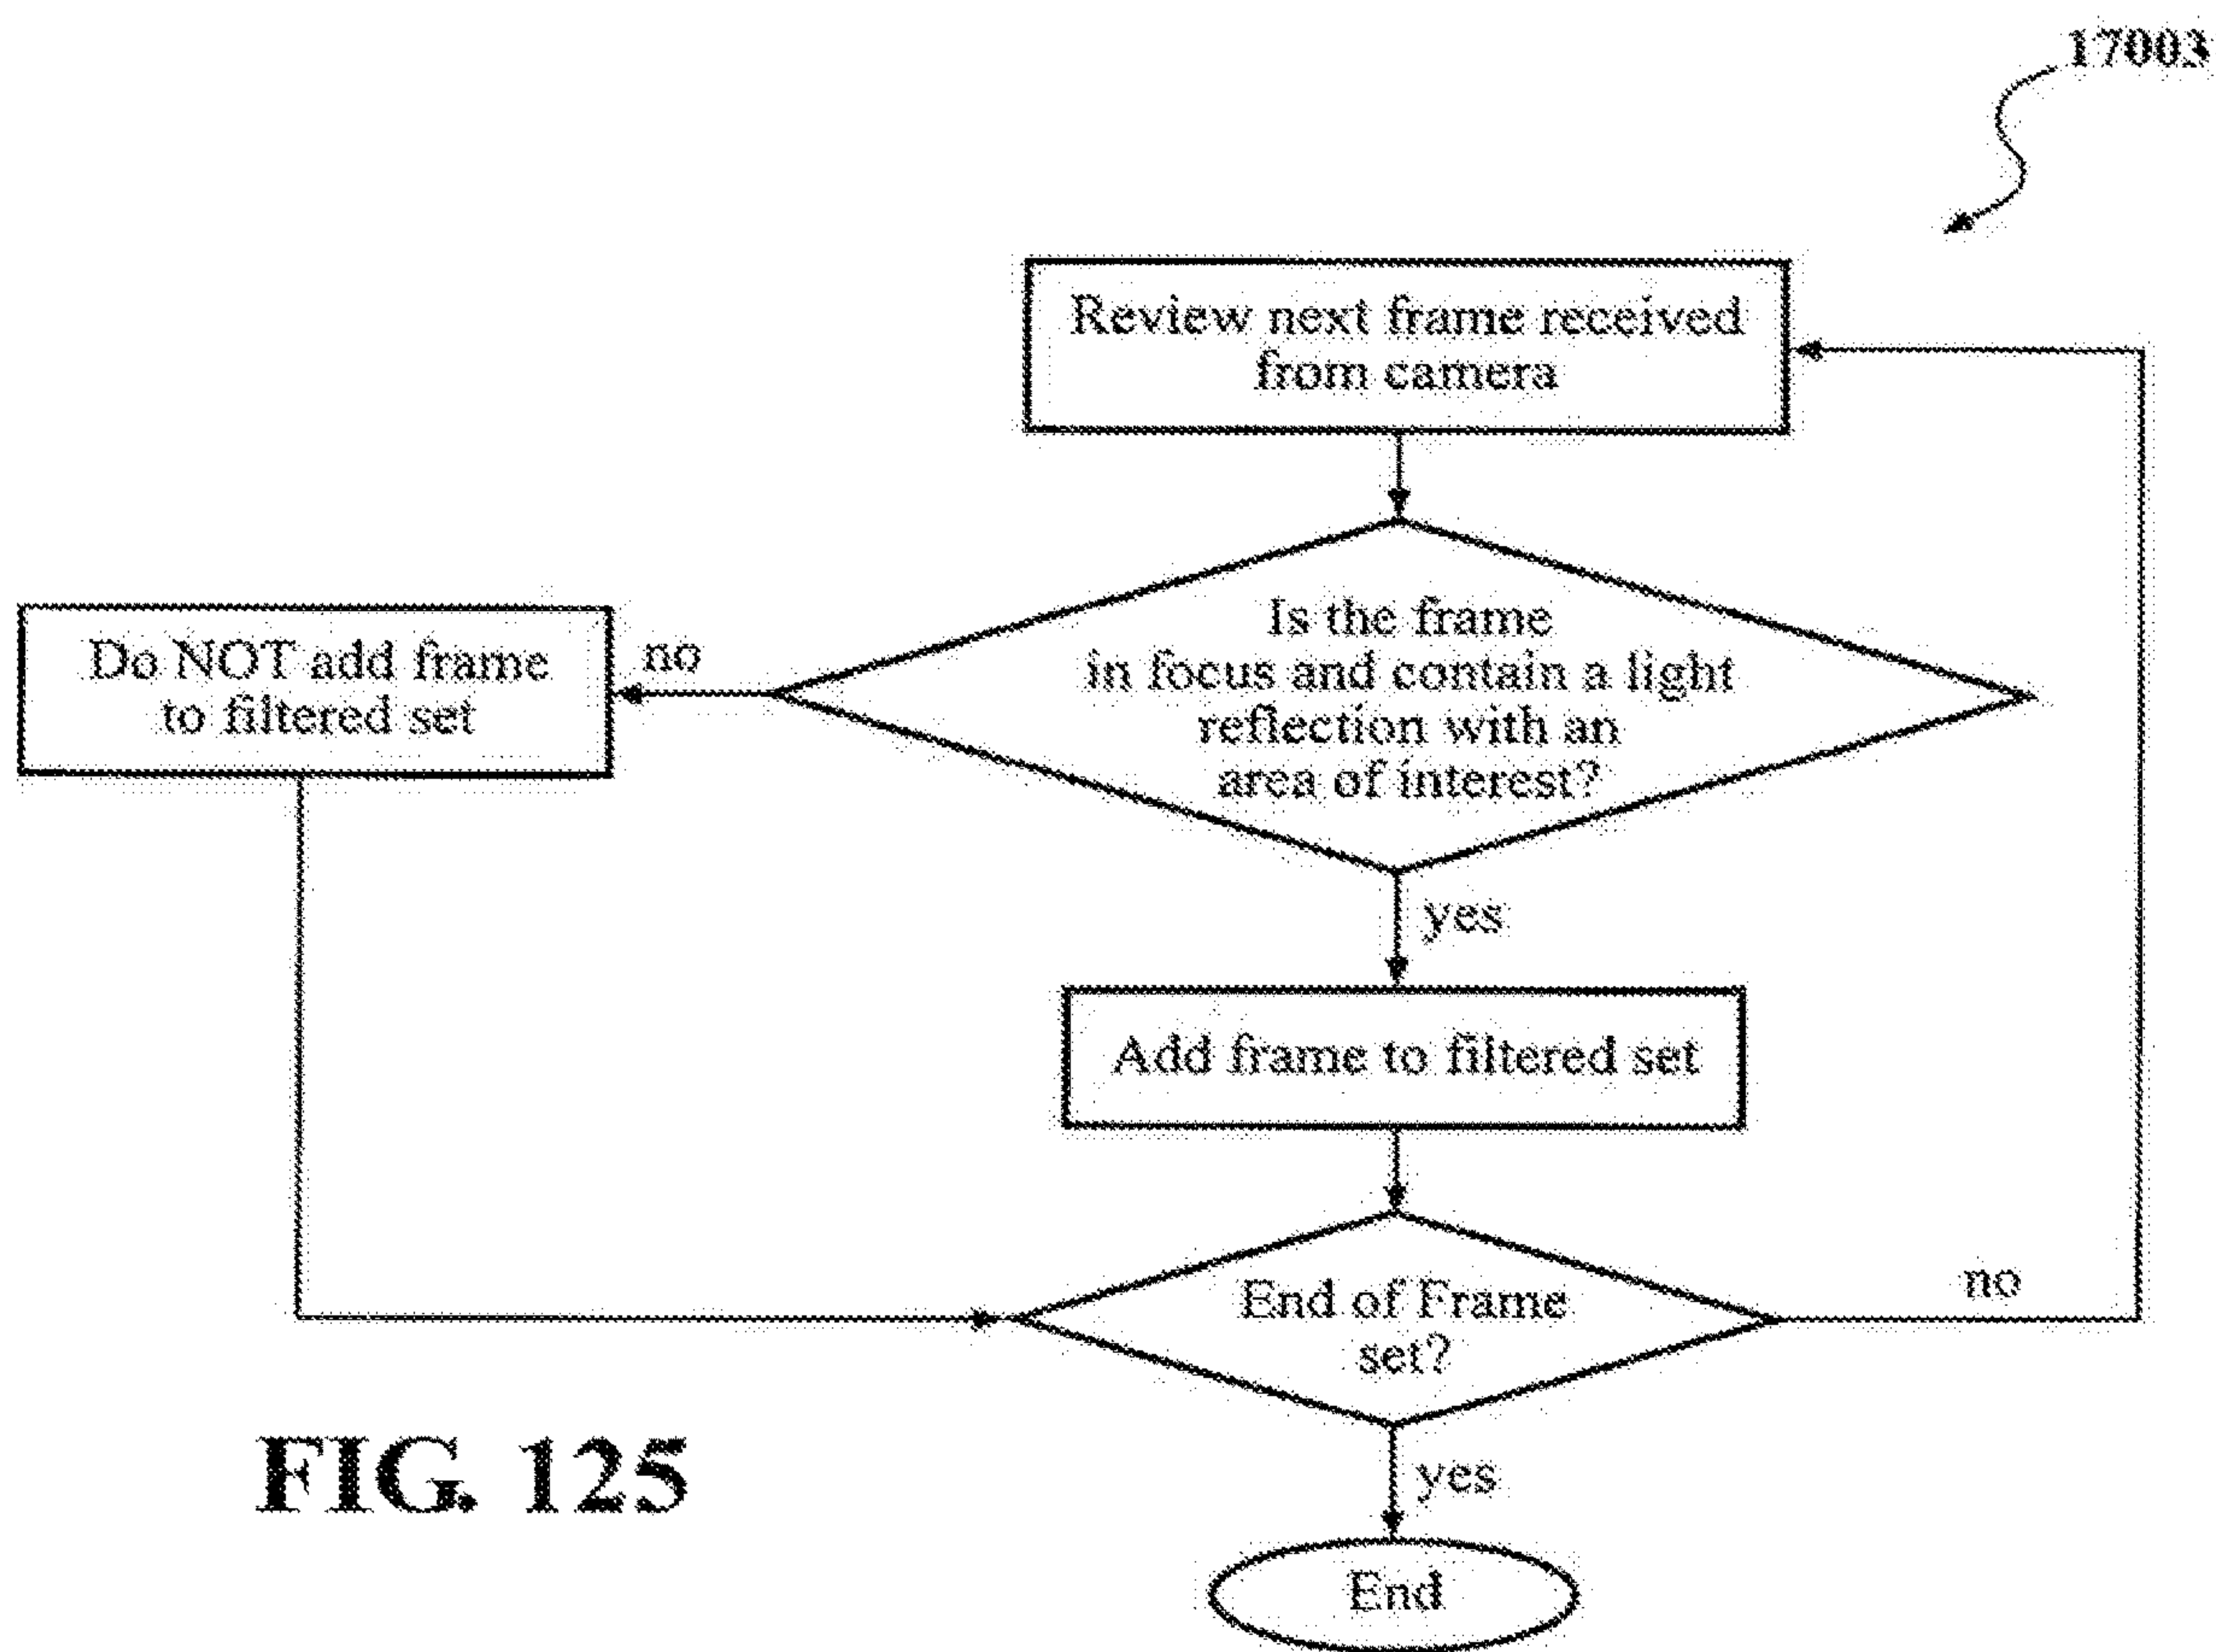 17003
Review next frame received
from camera
Is the frame
in focus and contain a light
reflection with an
area of interest?
no
Do NOT add frame
to filtered set
yes
Add frame to filtered set
End of Frame
set?
no
yes
End
FIG. 125